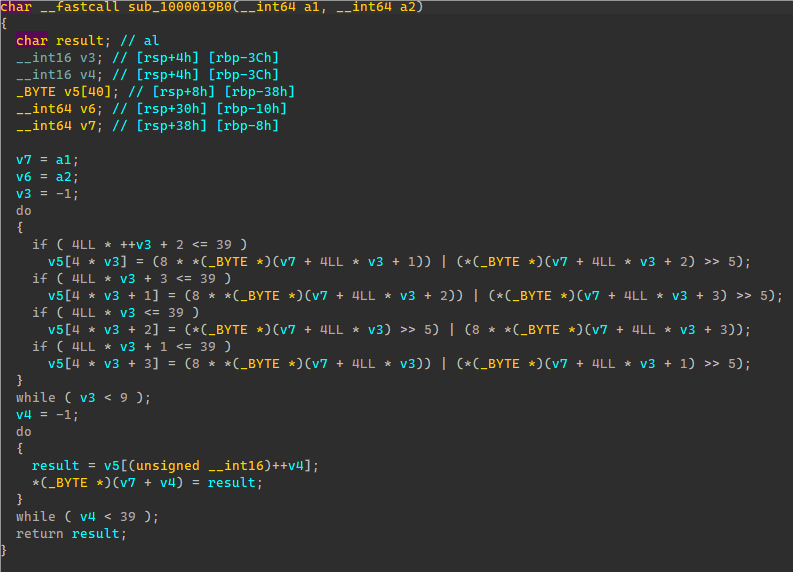 char __fastcall sub_1000019B0(__int64 a1, __int64 a2)
{
  char result; // al
  __int16 v3; // [rsp+4h] [rbp-3Ch]
  __int16 v4; // [rsp+4h] [rbp-3Ch]
  _BYTE v5[40]; // [rsp+8h] [rbp-38h]
  __int64 v6; // [rsp+30h] [rbp-10h]
  __int64 v7; // [rsp+38h] [rbp-8h]

  v7 = a1;
  v6 = a2;
  v3 = -1;
  do
  {
    if ( 4LL * ++v3 + 2 <= 39 )
      v5[4 * v3] = (8 * *(_BYTE *)(v7 + 4LL * v3 + 1)) | (*(_BYTE *)(v7 + 4LL * v3 + 2) >> 5);
    if ( 4LL * v3 + 3 <= 39 )
      v5[4 * v3 + 1] = (8 * *(_BYTE *)(v7 + 4LL * v3 + 2)) | (*(_BYTE *)(v7 + 4LL * v3 + 3) >> 5);
    if ( 4LL * v3 <= 39 )
      v5[4 * v3 + 2] = (*(_BYTE *)(v7 + 4LL * v3) >> 5) | (8 * *(_BYTE *)(v7 + 4LL * v3 + 3));
    if ( 4LL * v3 + 1 <= 39 )
      v5[4 * v3 + 3] = (8 * *(_BYTE *)(v7 + 4LL * v3)) | (*(_BYTE *)(v7 + 4LL * v3 + 1) >> 5);
  }
  while ( v3 < 9 );
  v4 = -1;
  do
  {
    result = v5[(unsigned __int16)++v4];
    *(_BYTE *)(v7 + v4) = result;
  }
  while ( v4 < 39 );
  return result;
}